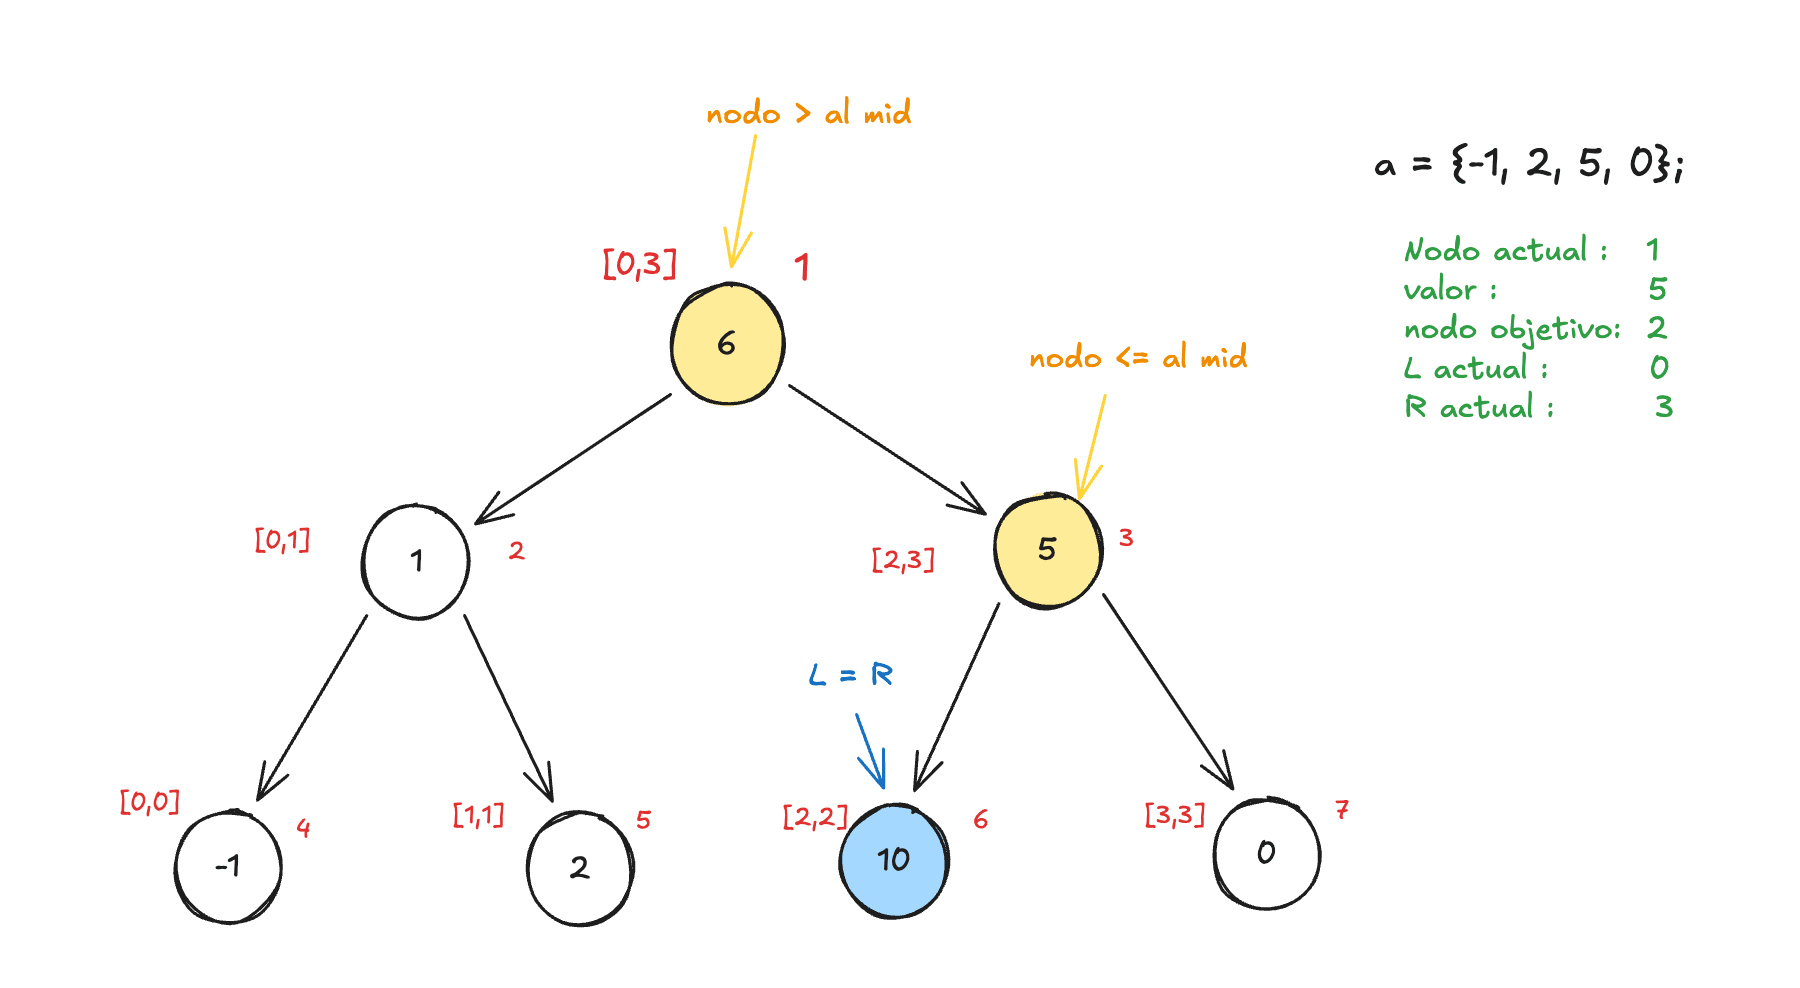 nodo > al mid
a = {-1, 2, 5, 0};
[0,3] 1
Nodo actual : 1
valor : 5
nodo objetivo: 2
L actual : 0
R actual : 3
6
nodo <= al mid
[0,1] 1 2
[2,3] 5 3
L = R
[0,0] -1 4
[1,1] 2 5
[2,2] 10 6
[3,3] 0 7